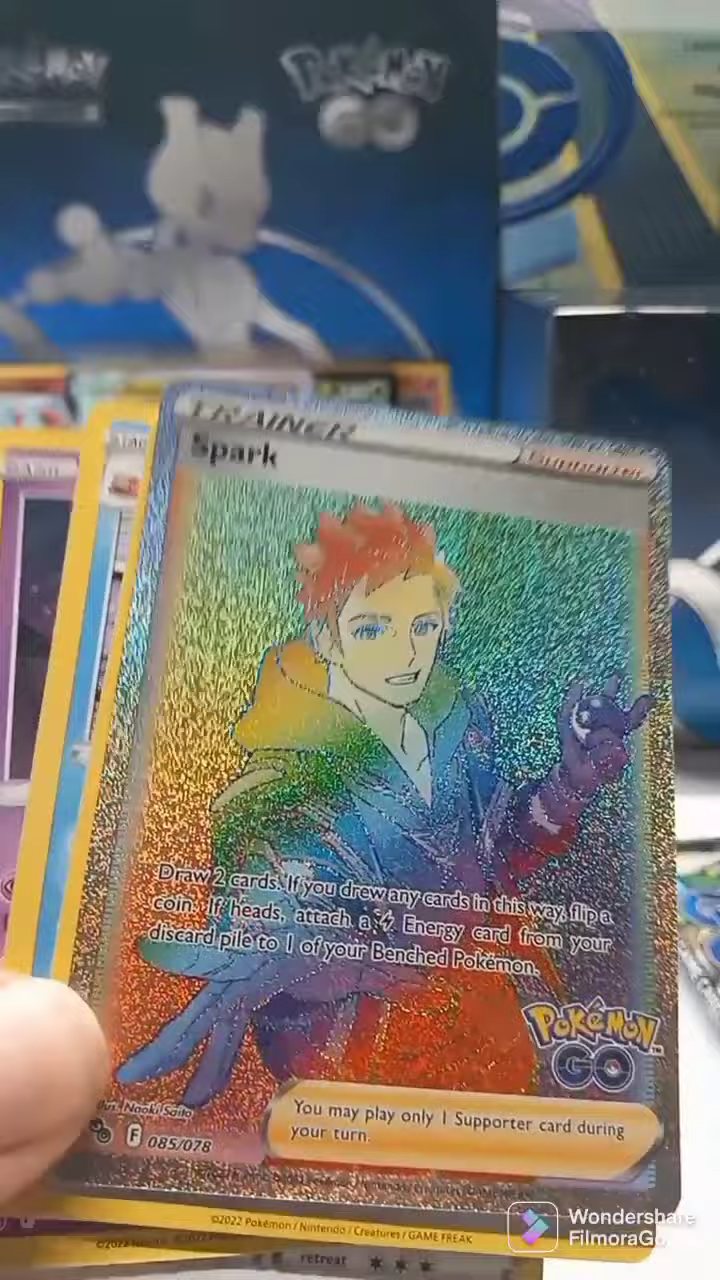 POKÉMON
GO
TRAINER
Supporter
Spark
Draw 2 cards. If you drew any cards in this way, flip a
coin. If heads, attach a Energy card from your
discard pile to 1 of your Benched Pokémon.
POKÉMON
GO
You may play only 1 Supporter card during
your turn.
Illus. Naoki Saito
F 085/078
©2022 Pokémon / Nintendo / Creatures / GAME FREAK
retreat
Wondershare
FilmoraGo